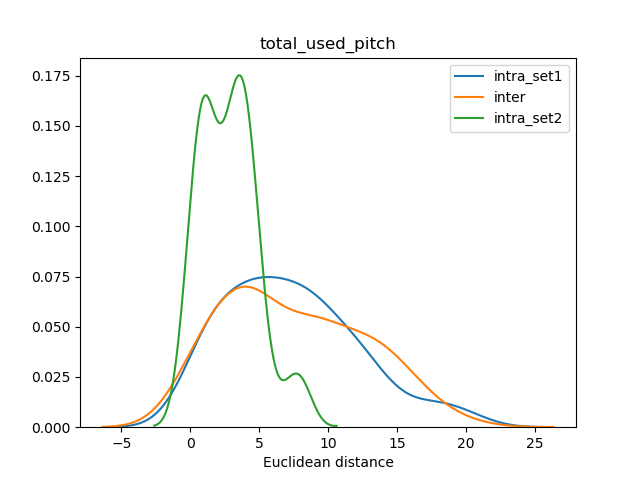 total_used_pitch
intra_set1
inter
intra_set2
0.175
0.150
0.125
0.100
0.075
0.050
0.025
0.000
−5 0 5 10 15 20 25
Euclidean distance